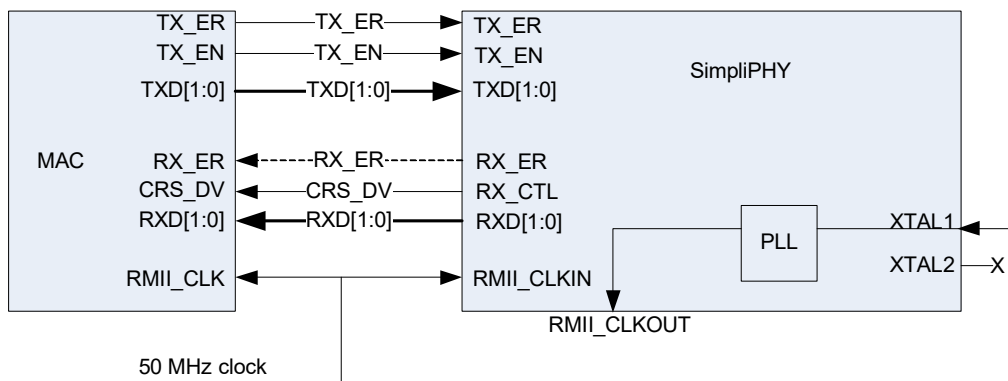 TX_ER TX_ER TX_ER
TX_EN TX_EN TX_EN
SimpliPHY
TXD[1:0] TXD[1:0] TXD[1:0]
MAC RX_ER RX_ER RX_ER
CRS_DV CRS_DV RX_CTL
RXD[1:0] RXD[1:0] RXD[1:0]
XTAL1
PLL
XTAL2 X
RMII_CLK RMII_CLKIN
RMII_CLKOUT
50 MHz clock